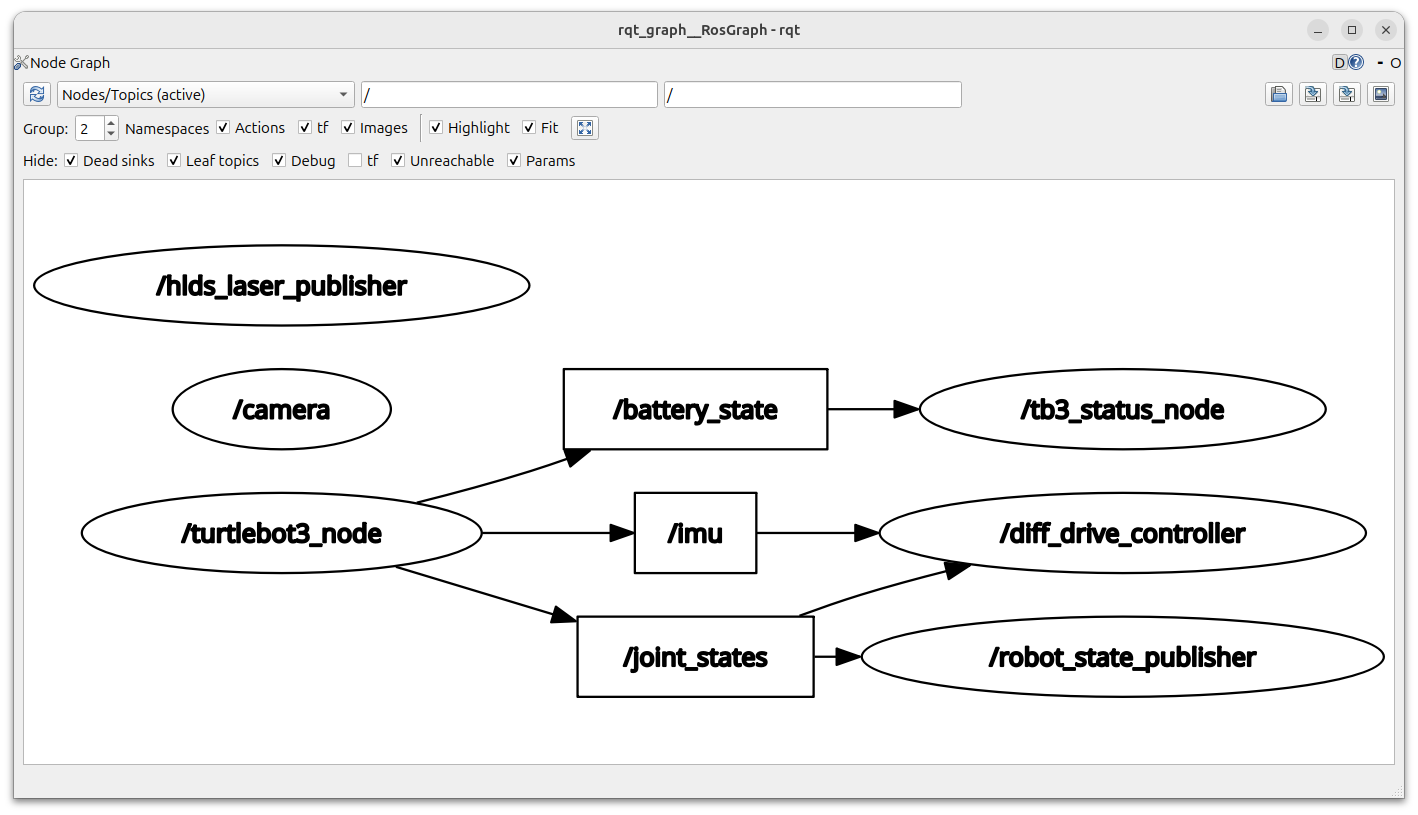 rqt_graph__RosGraph - rqt
Node Graph D ? - O
Nodes/Topics (active) / /
Group: 2 Namespaces Actions tf Images Highlight Fit
Hide: Dead sinks Leaf topics Debug tf Unreachable Params
/hlds_laser_publisher
/camera /battery_state /tb3_status_node
/turtlebot3_node /imu /diff_drive_controller
/joint_states /robot_state_publisher